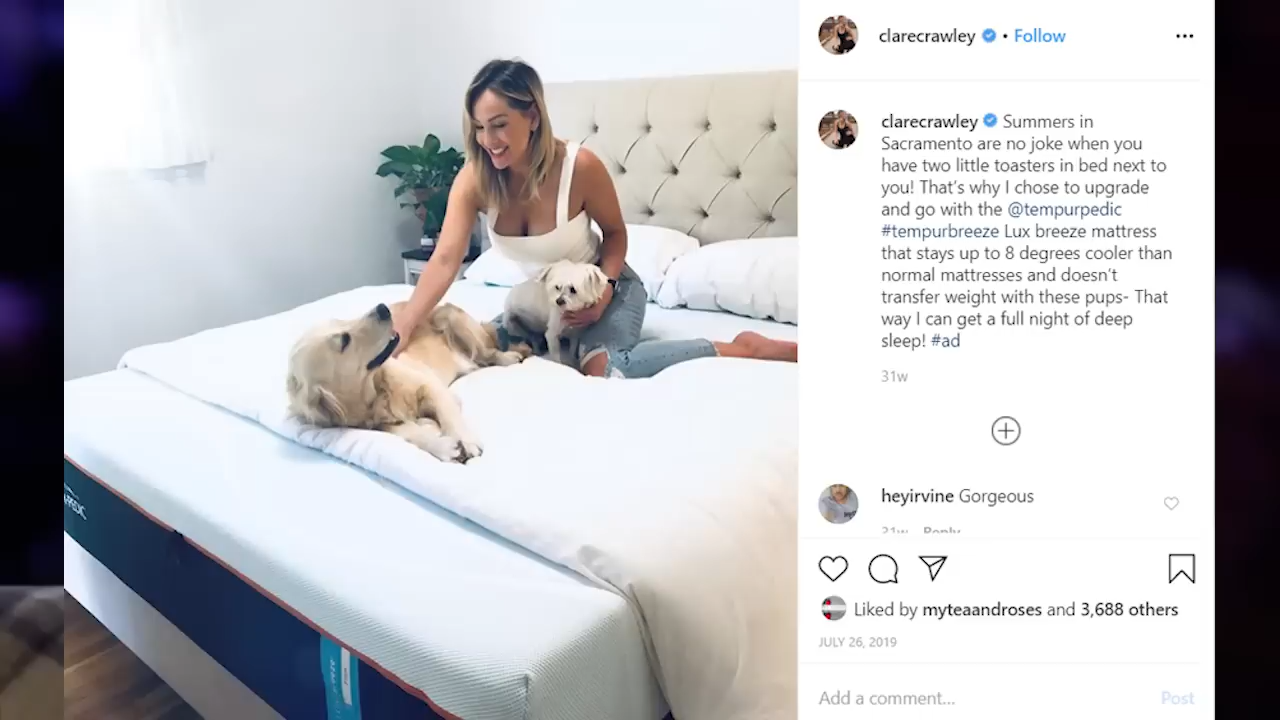 clarecrawley • Follow
clarecrawley Summers in
Sacramento are no joke when you
have two little toasters in bed next to
you! That's why I chose to upgrade
and go with the @tempurpedic
#tempurbreeze Lux breeze mattress
that stays up to 8 degrees cooler than
normal mattresses and doesn't
transfer weight with these pups- That
way I can get a full night of deep
sleep! #ad
31w
heyirvine Gorgeous
Reply
Liked by myteaandroses and 3,688 others
JULY 26, 2019
Add a comment...
Post